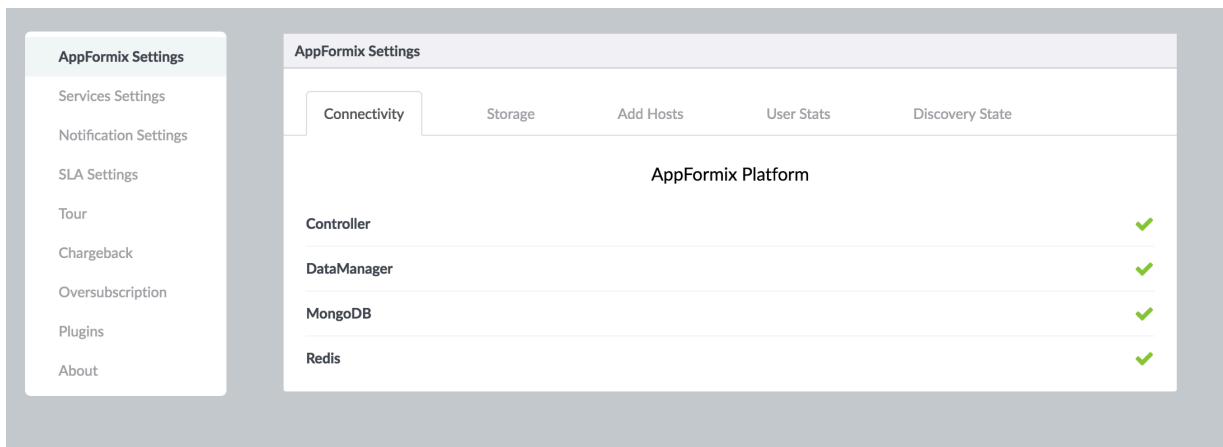 AppFormix Settings
Services Settings
Notification Settings
SLA Settings
Tour
Chargeback
Oversubscription
Plugins
About
AppFormix Settings
Connectivity Storage Add Hosts User Stats Discovery State
AppFormix Platform
Controller
DataManager
MongoDB
Redis